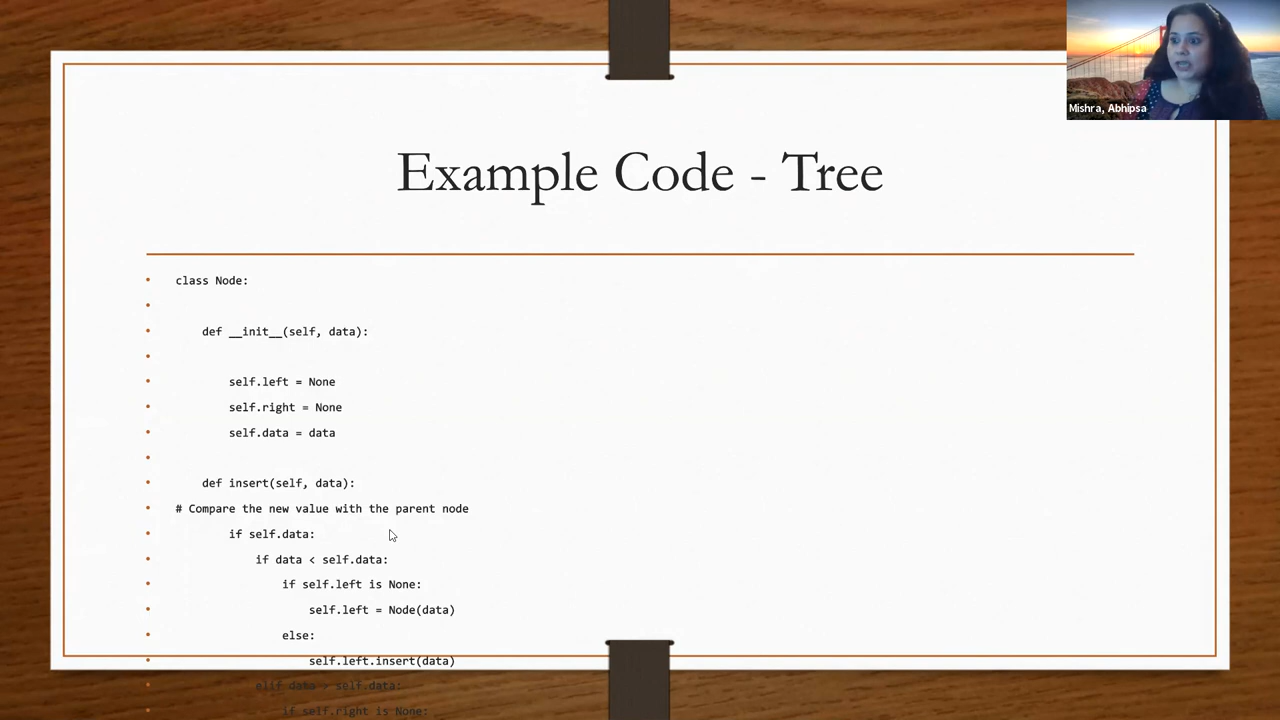 Mishra, Abhipsa
Example Code - Tree
• class Node:
•
•     def __init__(self, data):
•
•         self.left = None
•         self.right = None
•         self.data = data
•
•     def insert(self, data):
• # Compare the new value with the parent node
•         if self.data:
•             if data < self.data:
•                 if self.left is None:
•                     self.left = Node(data)
•                 else:
•                     self.left.insert(data)
•             elif data > self.data:
•                 if self.right is None: